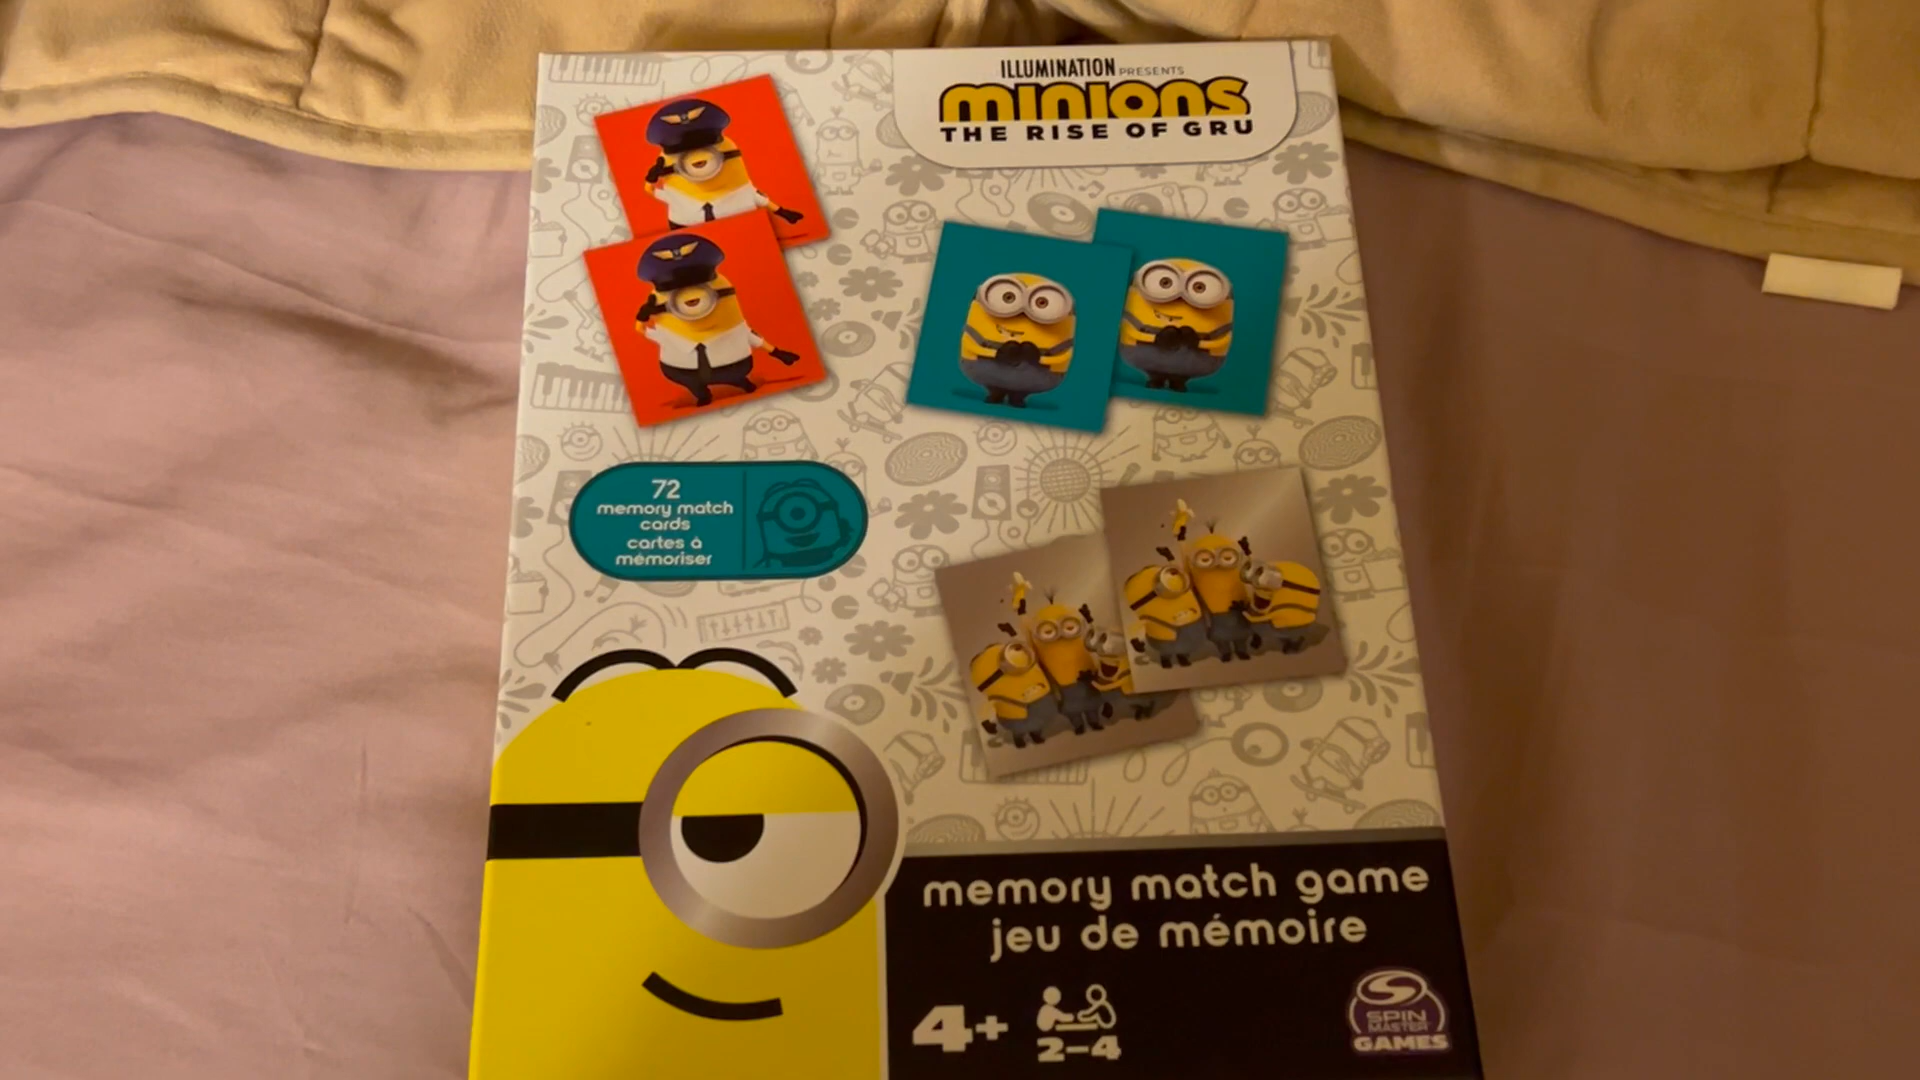 ILLUMINATION PRESENTS
minions
THE RISE OF GRU
72
memory match
cards
cartes à
mémoriser
memory match game
jeu de mémoire
4+
2–4
SPIN
MASTER
GAMES